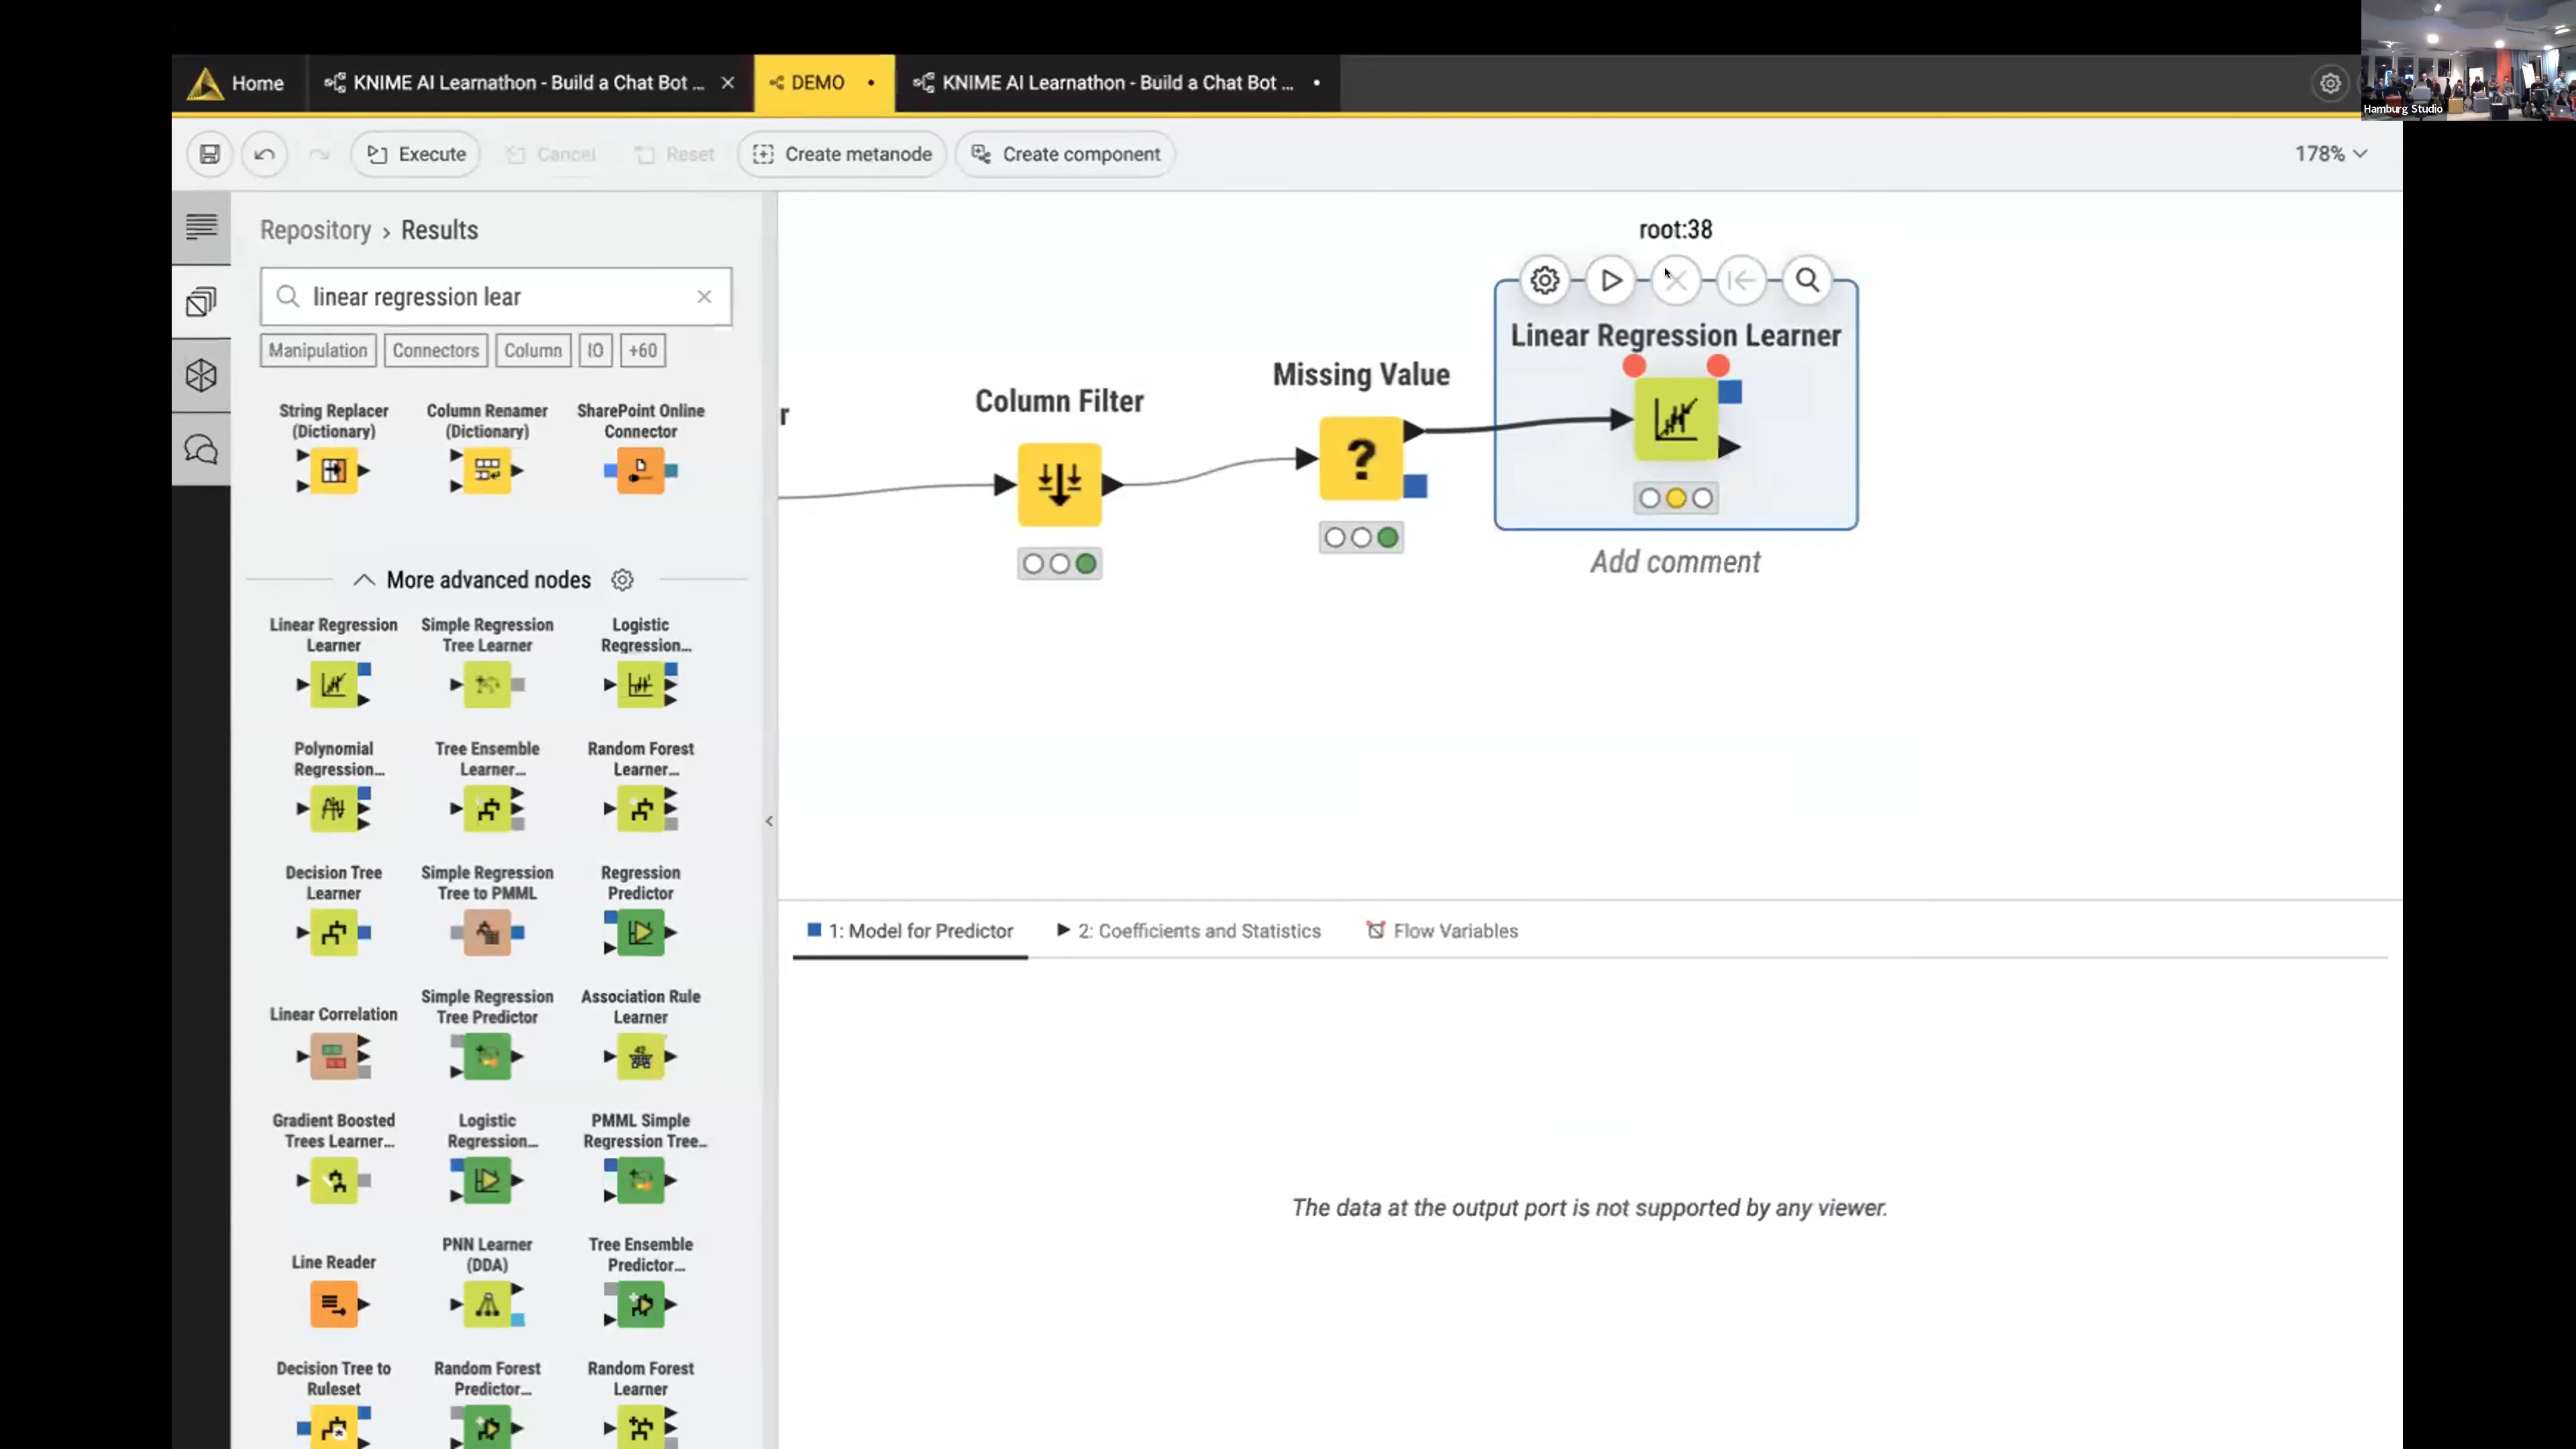 Home
KNIME AI Learnathon - Build a Chat Bot ...
DEMO
KNIME AI Learnathon - Build a Chat Bot ...
Hamburg Studio
Execute
Cancel
Reset
Create metanode
Create component
178%
Repository › Results
linear regression lear
Manipulation
Connectors
Column
IO
+60
String Replacer
(Dictionary)
Column Renamer
(Dictionary)
SharePoint Online
Connector
More advanced nodes
Linear Regression
Learner
Simple Regression
Tree Learner
Logistic
Regression...
Polynomial
Regression...
Tree Ensemble
Learner...
Random Forest
Learner...
Decision Tree
Learner
Simple Regression
Tree to PMML
Regression
Predictor
Linear Correlation
Simple Regression
Tree Predictor
Association Rule
Learner
Gradient Boosted
Trees Learner...
Logistic
Regression...
PMML Simple
Regression Tree...
Line Reader
PNN Learner
(DDA)
Tree Ensemble
Predictor...
Decision Tree to
Ruleset
Random Forest
Predictor...
Random Forest
Learner
r
Column Filter
Missing Value
?
root:38
Linear Regression Learner
Add comment
1: Model for Predictor
2: Coefficients and Statistics
Flow Variables
The data at the output port is not supported by any viewer.